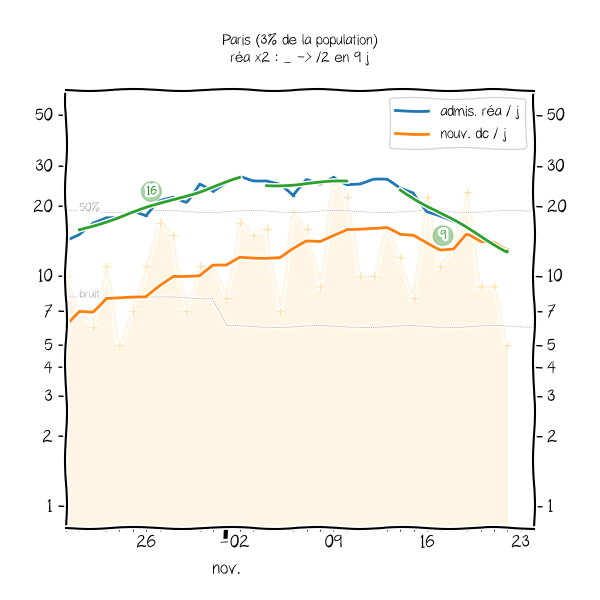 Paris (3% de la population)
réa x2 : _ -> /2 en 9 j
admis. réa / j
nouv. dc / j
50 50
30 30
20 20
10 10
7 7
5 5
4 4
3 3
2 2
1 1
16
50%
9
bruit
26 02 09 16 23
nov.